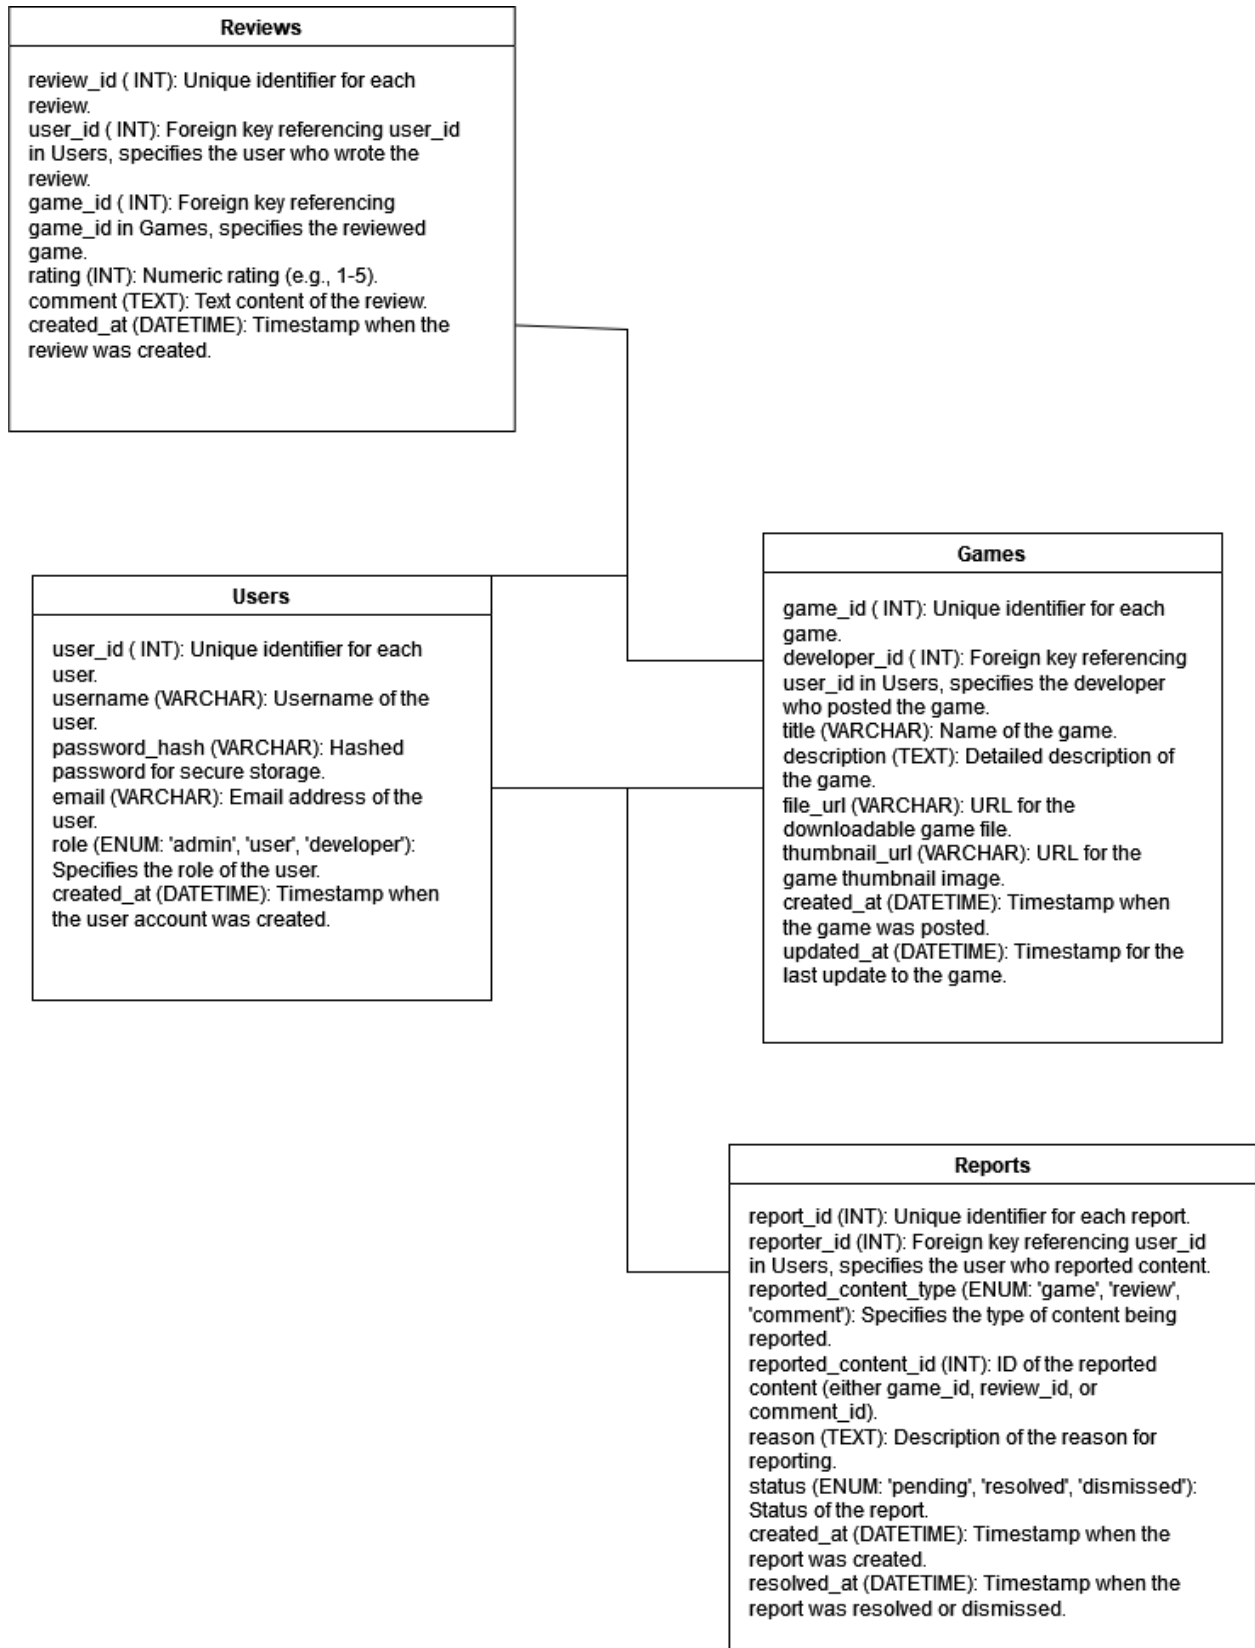 Reviews
review_id ( INT): Unique identifier for each
review.
user_id ( INT): Foreign key referencing user_id
in Users, specifies the user who wrote the
review.
game_id ( INT): Foreign key referencing
game_id in Games, specifies the reviewed
game.
rating (INT): Numeric rating (e.g., 1-5).
comment (TEXT): Text content of the review.
created_at (DATETIME): Timestamp when the
review was created.
Users
user_id ( INT): Unique identifier for each
user.
username (VARCHAR): Username of the
user.
password_hash (VARCHAR): Hashed
password for secure storage.
email (VARCHAR): Email address of the
user.
role (ENUM: 'admin', 'user', 'developer'):
Specifies the role of the user.
created_at (DATETIME): Timestamp when
the user account was created.
Games
game_id ( INT): Unique identifier for each
game.
developer_id ( INT): Foreign key referencing
user_id in Users, specifies the developer
who posted the game.
title (VARCHAR): Name of the game.
description (TEXT): Detailed description of
the game.
file_url (VARCHAR): URL for the
downloadable game file.
thumbnail_url (VARCHAR): URL for the
game thumbnail image.
created_at (DATETIME): Timestamp when
the game was posted.
updated_at (DATETIME): Timestamp for the
last update to the game.
Reports
report_id (INT): Unique identifier for each report.
reporter_id (INT): Foreign key referencing user_id
in Users, specifies the user who reported content.
reported_content_type (ENUM: 'game', 'review',
'comment'): Specifies the type of content being
reported.
reported_content_id (INT): ID of the reported
content (either game_id, review_id, or
comment_id).
reason (TEXT): Description of the reason for
reporting.
status (ENUM: 'pending', 'resolved', 'dismissed'):
Status of the report.
created_at (DATETIME): Timestamp when the
report was created.
resolved_at (DATETIME): Timestamp when the
report was resolved or dismissed.